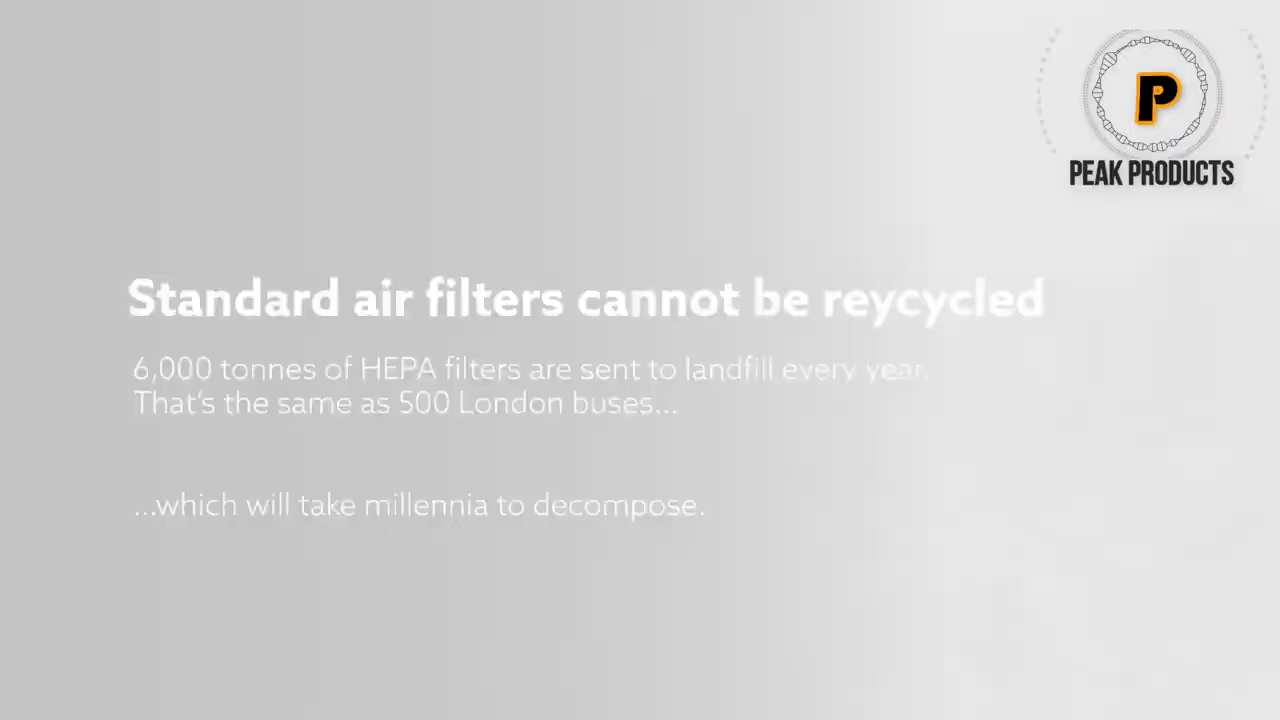 P
PEAK PRODUCTS
Standard air filters cannot be reycycled
6,000 tonnes of HEPA filters are sent to landfill every year.
That's the same as 500 London buses...
...which will take millennia to decompose.